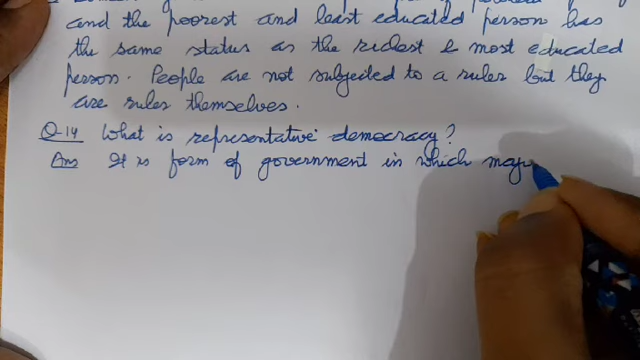 and the poorest and least educated person has
the same status as the richest & most educated
person. People are not subjected to a ruler but they
are rulers themselves.
Q-14 What is representative democracy?
Ans It is form of government in which